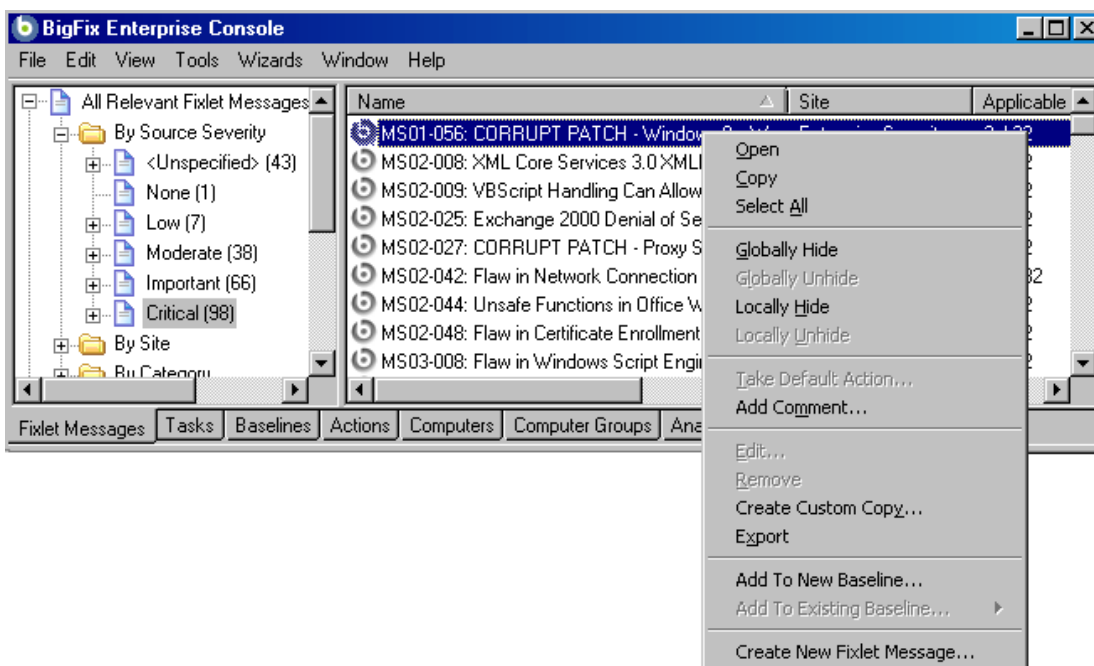 BigFix Enterprise Console
File Edit View Tools Wizards Window Help
All Relevant Fixlet Messages
By Source Severity
<Unspecified> (43)
None (1)
Low (7)
Moderate (38)
Important (66)
Critical (98)
By Site
By Category
Name Site Applicable
MS01-056: CORRUPT PATCH - Window
MS02-008: XML Core Services 3.0 XML
MS02-009: VBScript Handling Can Allow
MS02-025: Exchange 2000 Denial of Se
MS02-027: CORRUPT PATCH - Proxy S
MS02-042: Flaw in Network Connection
MS02-044: Unsafe Functions in Office W
MS02-048: Flaw in Certificate Enrollment
MS03-008: Flaw in Windows Script Engi
Fixlet Messages Tasks Baselines Actions Computers Computer Groups Ana
Open
Copy
Select All
Globally Hide
Globally Unhide
Locally Hide
Locally Unhide
Take Default Action...
Add Comment...
Edit...
Remove
Create Custom Copy...
Export
Add To New Baseline...
Add To Existing Baseline...
Create New Fixlet Message...